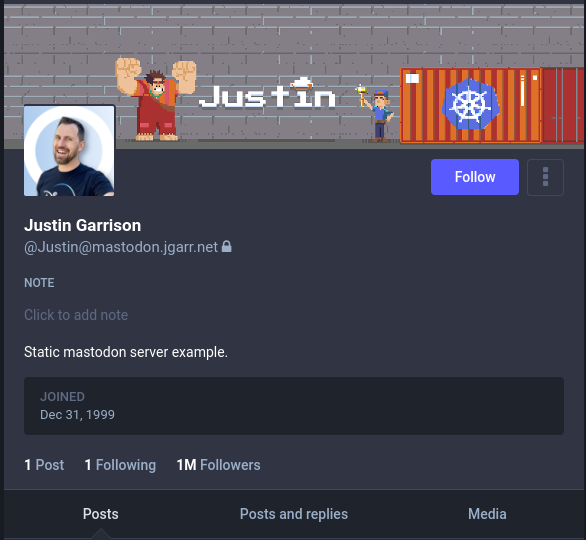 Justin
Follow
Justin Garrison
@Justin@mastodon.jgarr.net
NOTE
Click to add note
Static mastodon server example.
JOINED
Dec 31, 1999
1 Post 1 Following 1M Followers
Posts Posts and replies Media